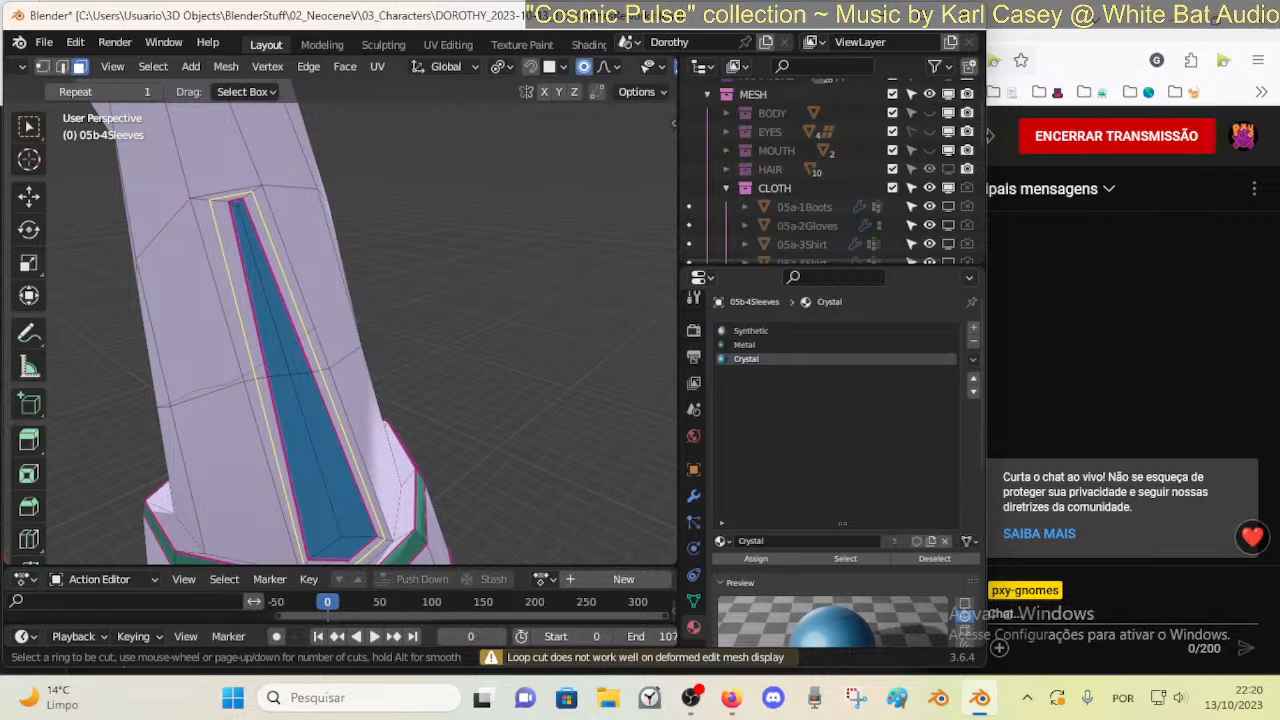 "Cosmic Pulse" collection ~ Music by Karl Casey @ White Bat Audio
Blender* [C:\Users\Usuario\3D Objects\BlenderStuff\02_NeoceneV\03_Characters\DOROTHY_2023-10-
File Edit Render Window Help Layout Modeling Sculpting UV Editing Texture Paint Shading Dorothy ViewLayer
View Select Add Mesh Vertex Edge Face UV Global
Repeat 1 Drag: Select Box X Y Z Options
User Perspective
(0) 05b-4Sleeves
MESH
BODY
EYES 4
MOUTH 2
HAIR 10
CLOTH
05a-1Boots
05a-2Gloves
05a-3Shirt
05b-4Sleeves > Crystal
Synthetic
Metal
Crystal
Crystal 5
Assign Select Deselect
Preview
Action Editor View Select Marker Key Push Down Stash New
-50 0 50 100 150 200 250 300
Playback Keying View Marker 0 Start 0 End 107
Select a ring to be cut, use mouse-wheel or page-up/down for number of cuts, hold Alt for smooth Loop cut does not work well on deformed edit mesh display 3.6.4
G
ENCERRAR TRANSMISSÃO
ipais mensagens
Curta o chat ao vivo! Não se esqueça de
proteger sua privacidade e seguir nossas
diretrizes da comunidade.
SAIBA MAIS
pxy-gnomes
Chat...
Windows
Acesse Configurações para ativar o Windows.
0/200
14°C
Limpo
Pesquisar
POR
22:20
13/10/2023